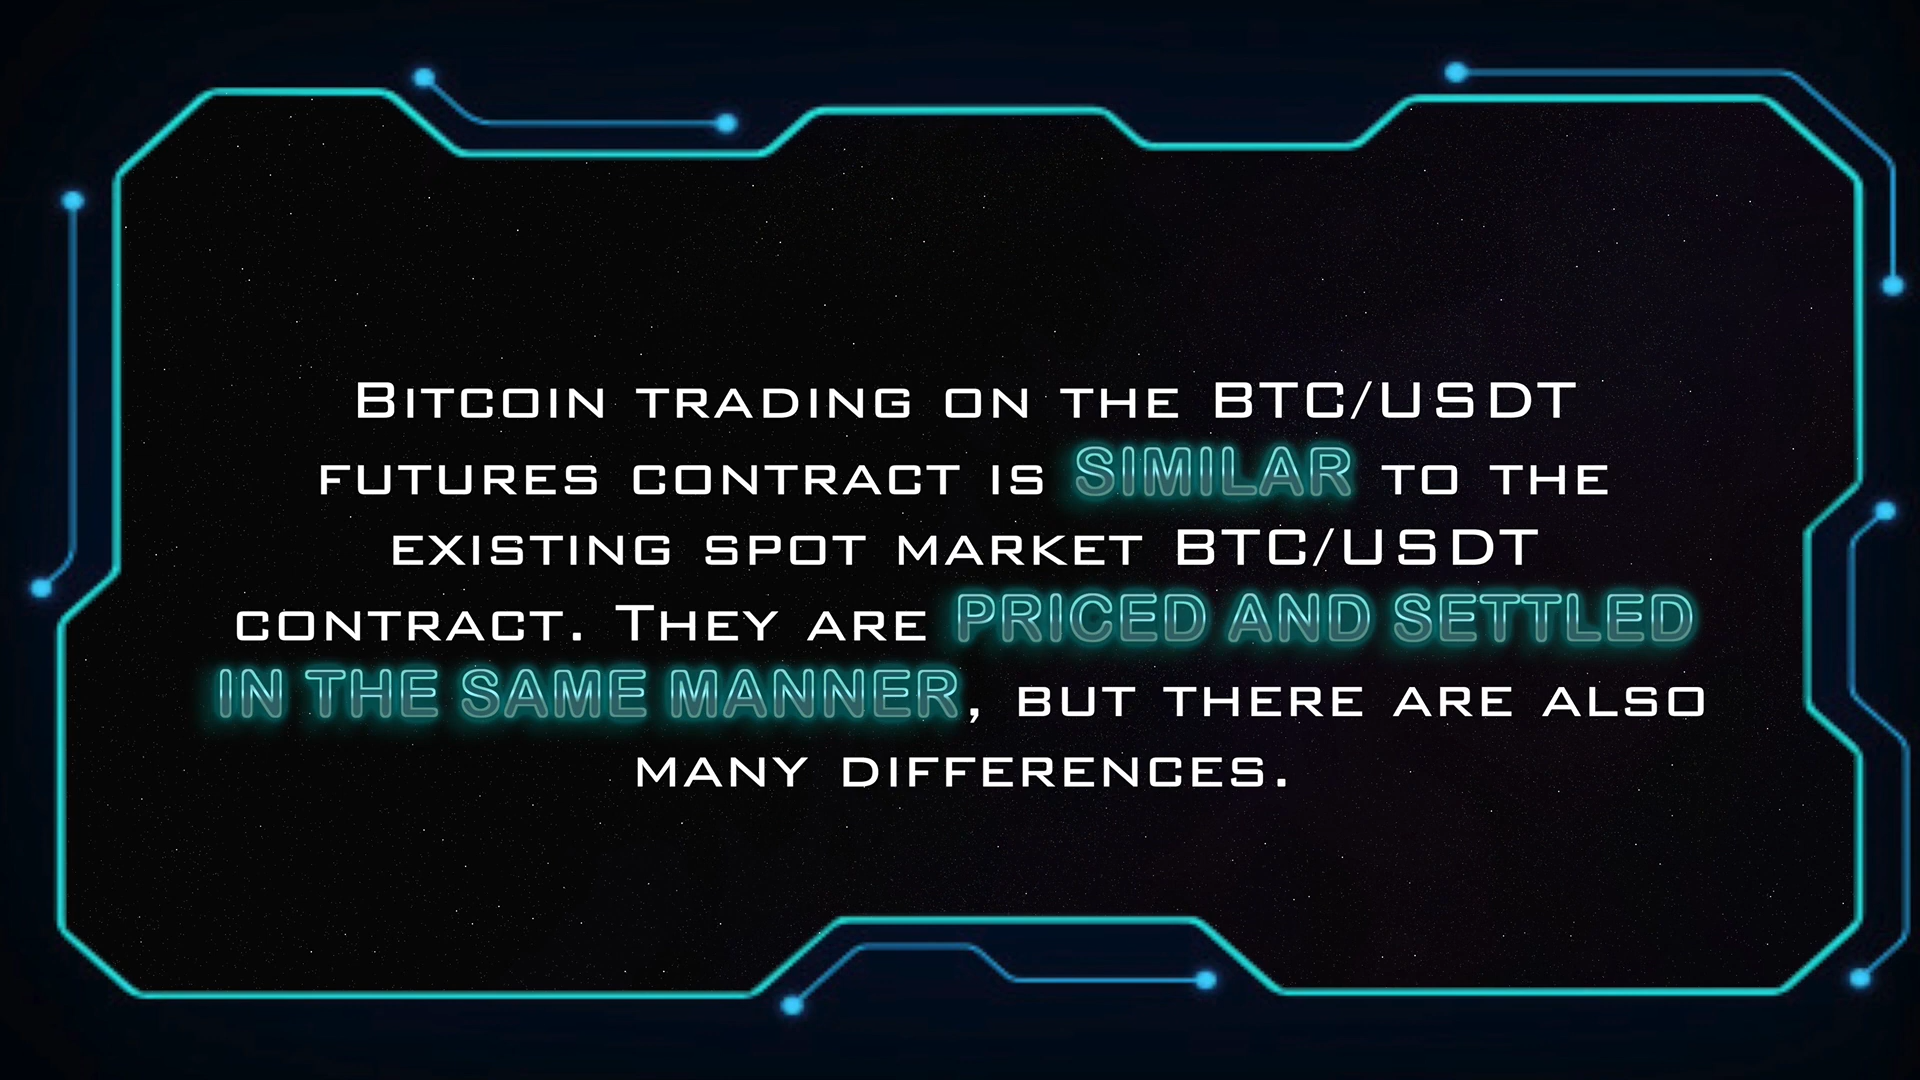 Bitcoin trading on the BTC/USDT
futures contract is SIMILAR to the
existing spot market BTC/USDT
contract. They are PRICED AND SETTLED
IN THE SAME MANNER, but there are also
many differences.